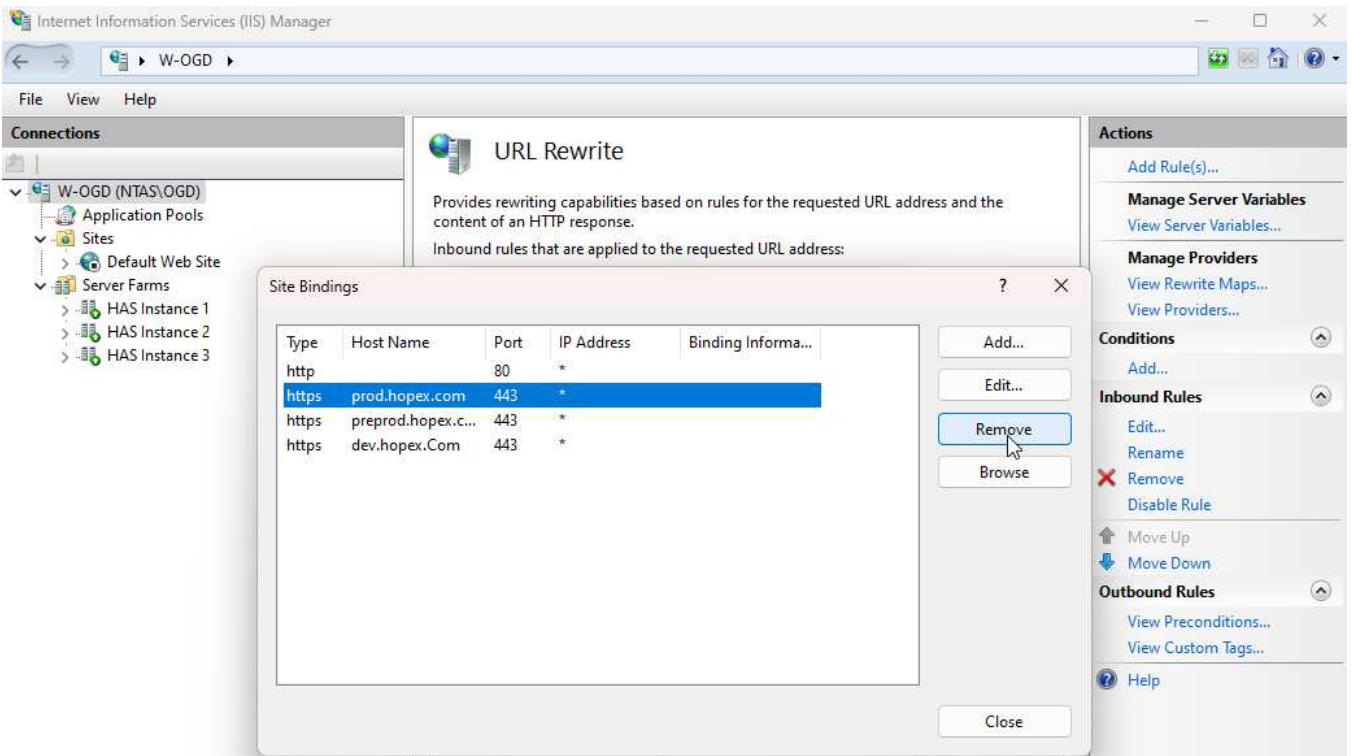 Internet Information Services (IIS) Manager
W-OGD
File View Help
Connections
W-OGD (NTAS\OGD)
Application Pools
Sites
Default Web Site
Server Farms
HAS Instance 1
HAS Instance 2
HAS Instance 3
URL Rewrite
Provides rewriting capabilities based on rules for the requested URL address and the
content of an HTTP response.
Inbound rules that are applied to the requested URL address:
Site Bindings
?
Type Host Name Port IP Address Binding Informa...
http 80 *
https prod.hopex.com 443 *
https preprod.hopex.c... 443 *
https dev.hopex.Com 443 *
Add...
Edit...
Remove
Browse
Close
Actions
Add Rule(s)...
Manage Server Variables
View Server Variables...
Manage Providers
View Rewrite Maps...
View Providers...
Conditions
Add...
Inbound Rules
Edit...
Rename
Remove
Disable Rule
Move Up
Move Down
Outbound Rules
View Preconditions...
View Custom Tags...
Help